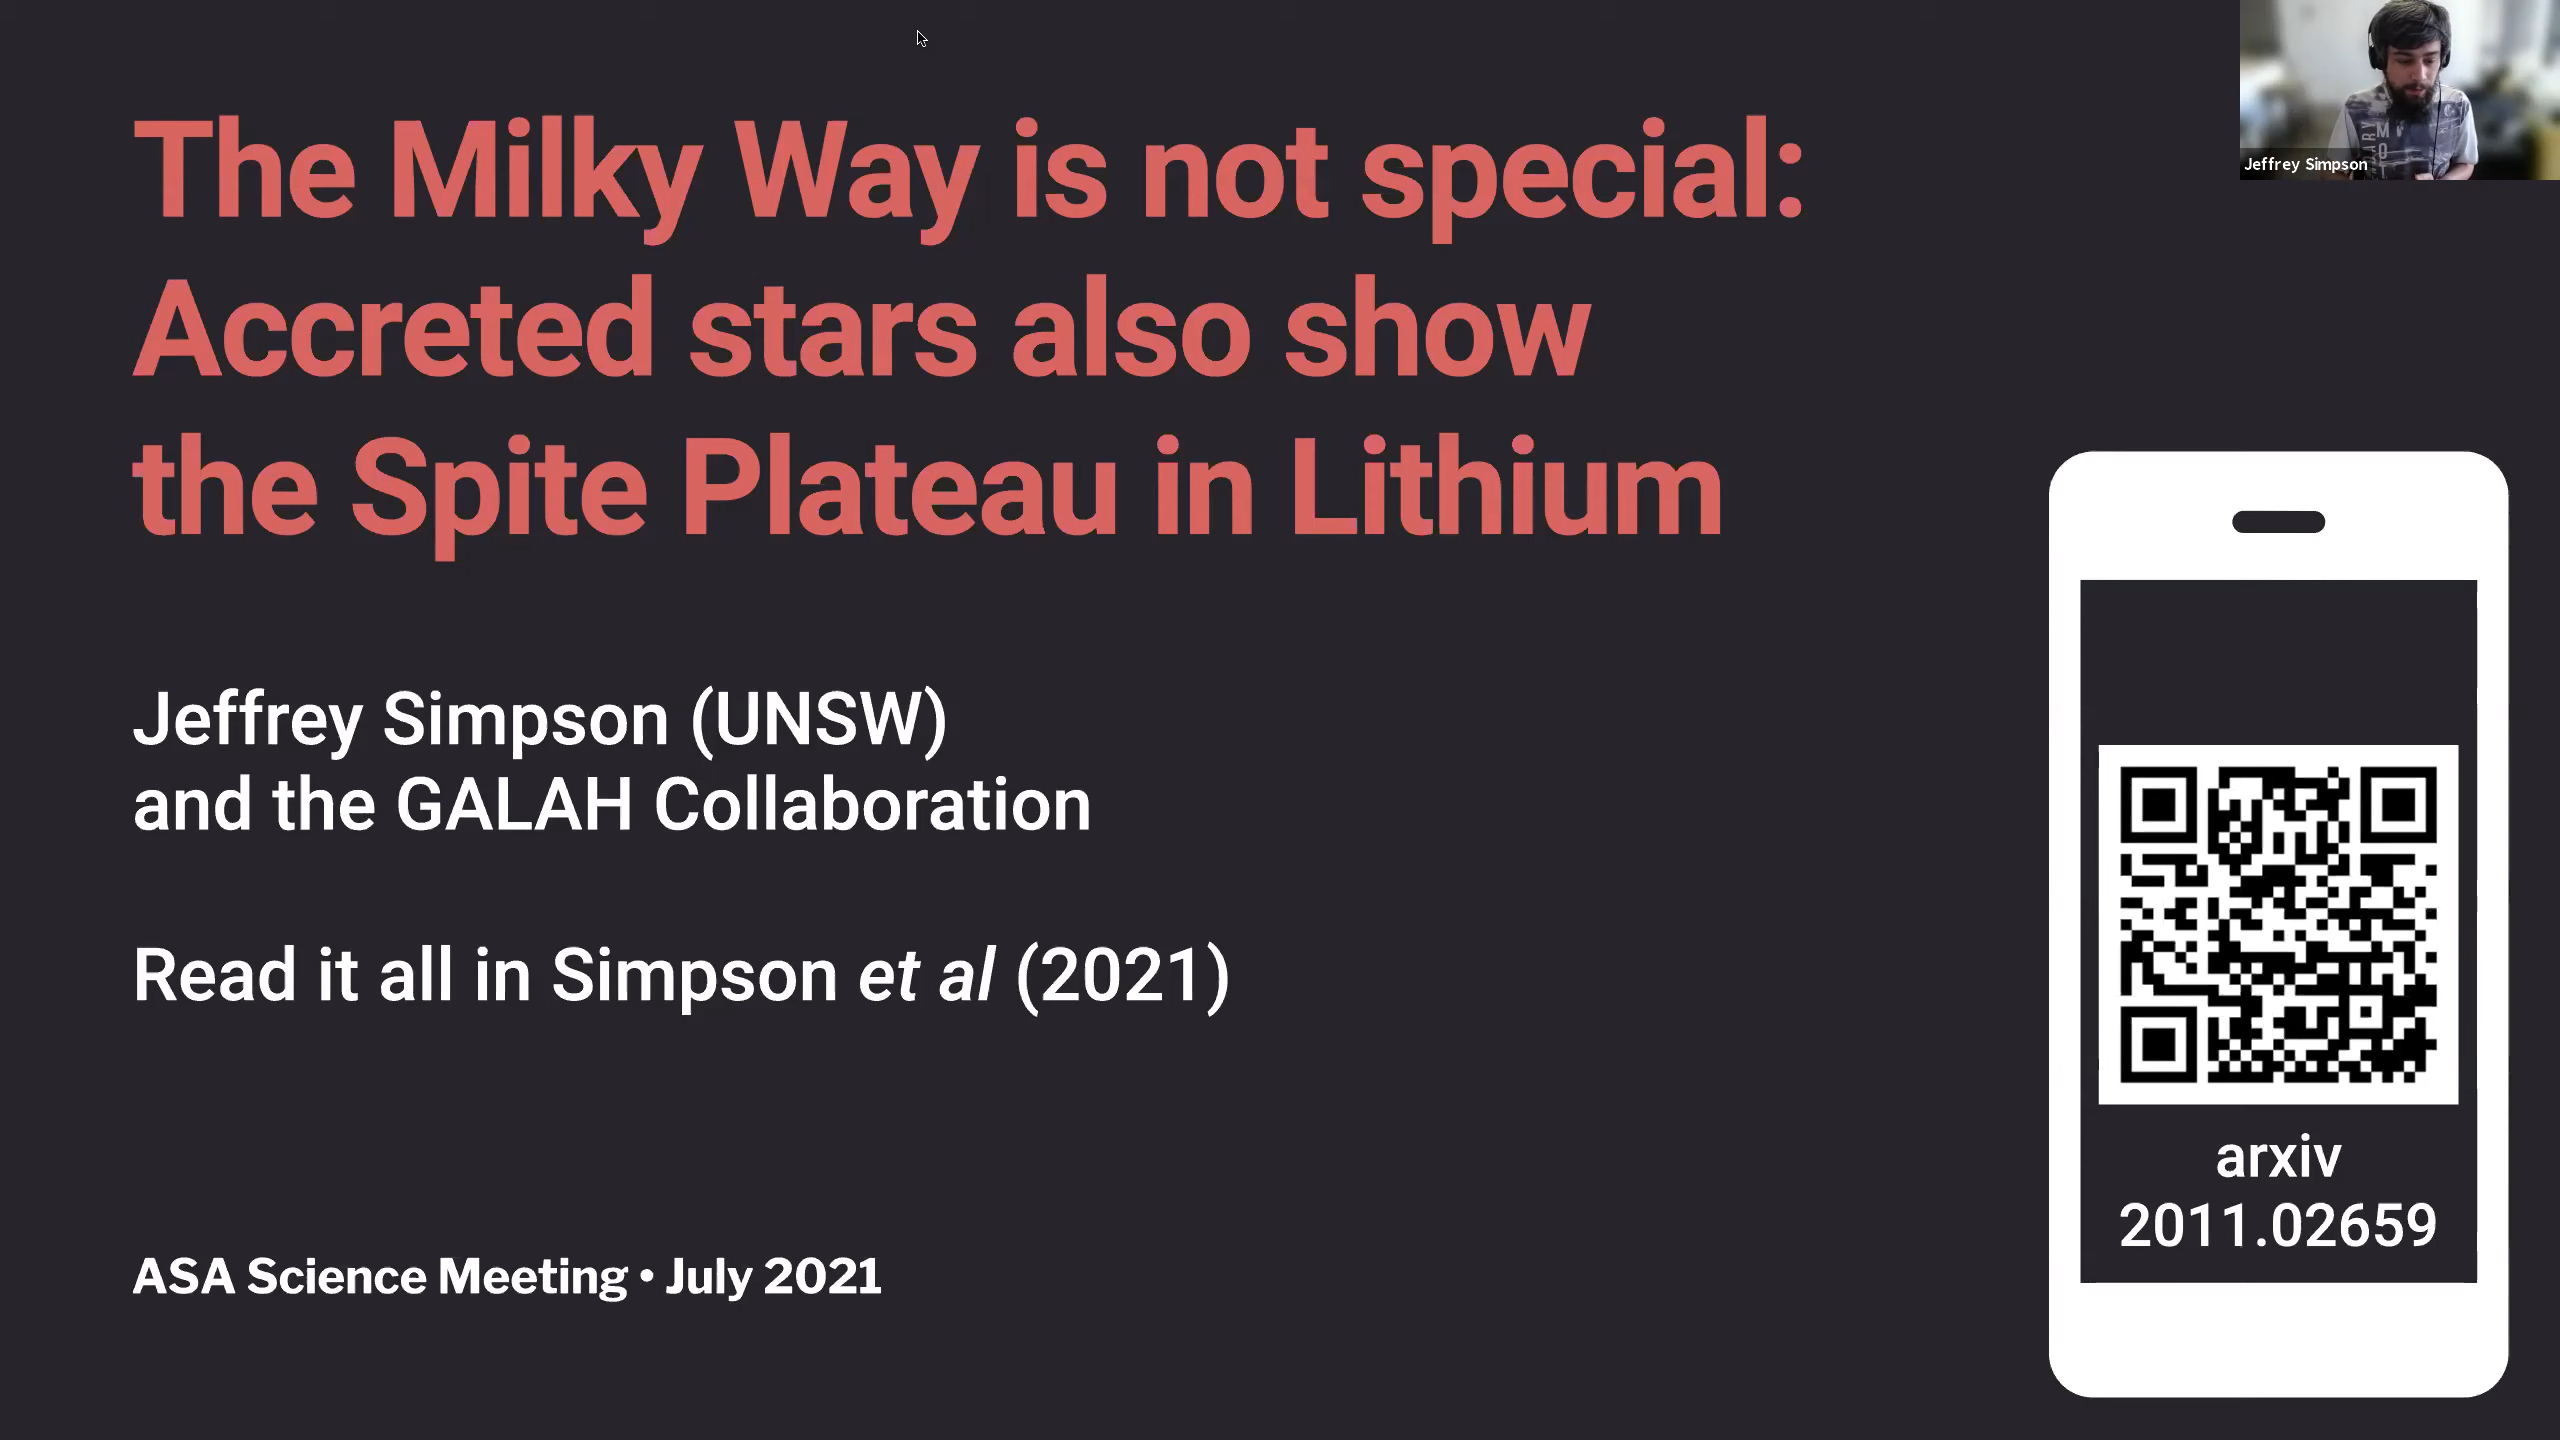 The Milky Way is not special:
Accreted stars also show
the Spite Plateau in Lithium
Jeffrey Simpson (UNSW)
and the GALAH Collaboration
Read it all in Simpson et al (2021)
ASA Science Meeting • July 2021
arxiv
2011.02659
Jeffrey Simpson